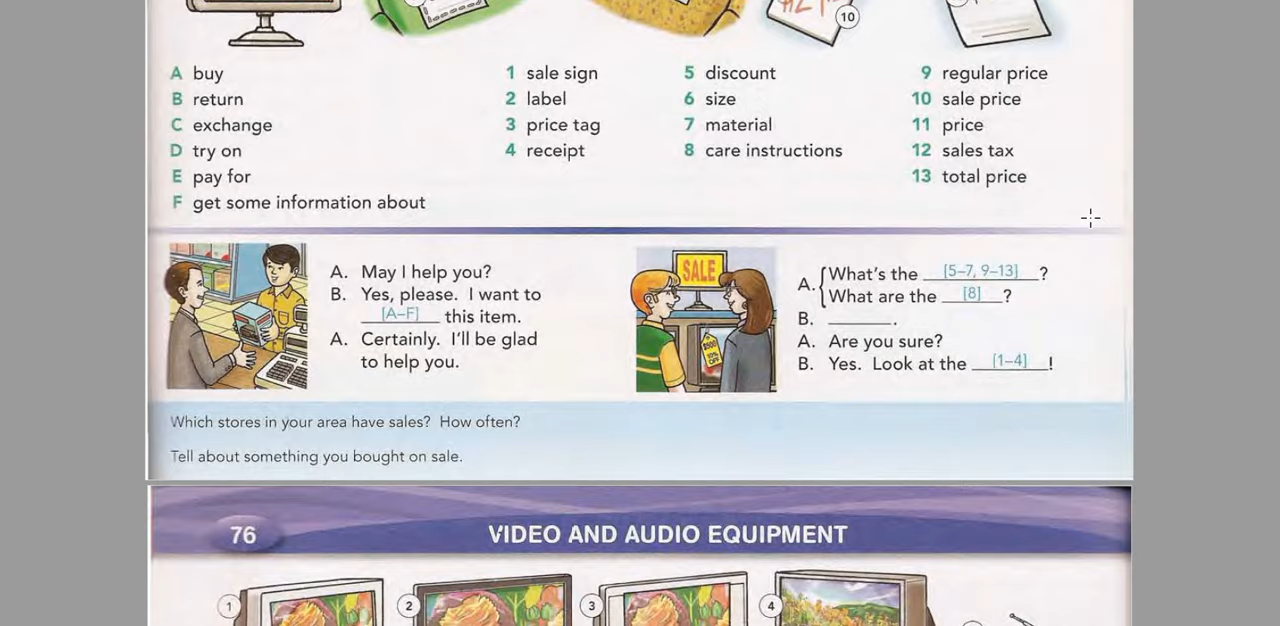 10
A buy
B return
C exchange
D try on
E pay for
F get some information about
1 sale sign
2 label
3 price tag
4 receipt
5 discount
6 size
7 material
8 care instructions
9 regular price
10 sale price
11 price
12 sales tax
13 total price
A. May I help you?
B. Yes, please. I want to
[A–F] this item.
A. Certainly. I'll be glad
to help you.
SALE
A. What's the [5–7, 9–13] ?
What are the [8] ?
B. ______.
A. Are you sure?
B. Yes. Look at the [1–4] !
Which stores in your area have sales? How often?
Tell about something you bought on sale.
76 VIDEO AND AUDIO EQUIPMENT
1 2 3 4